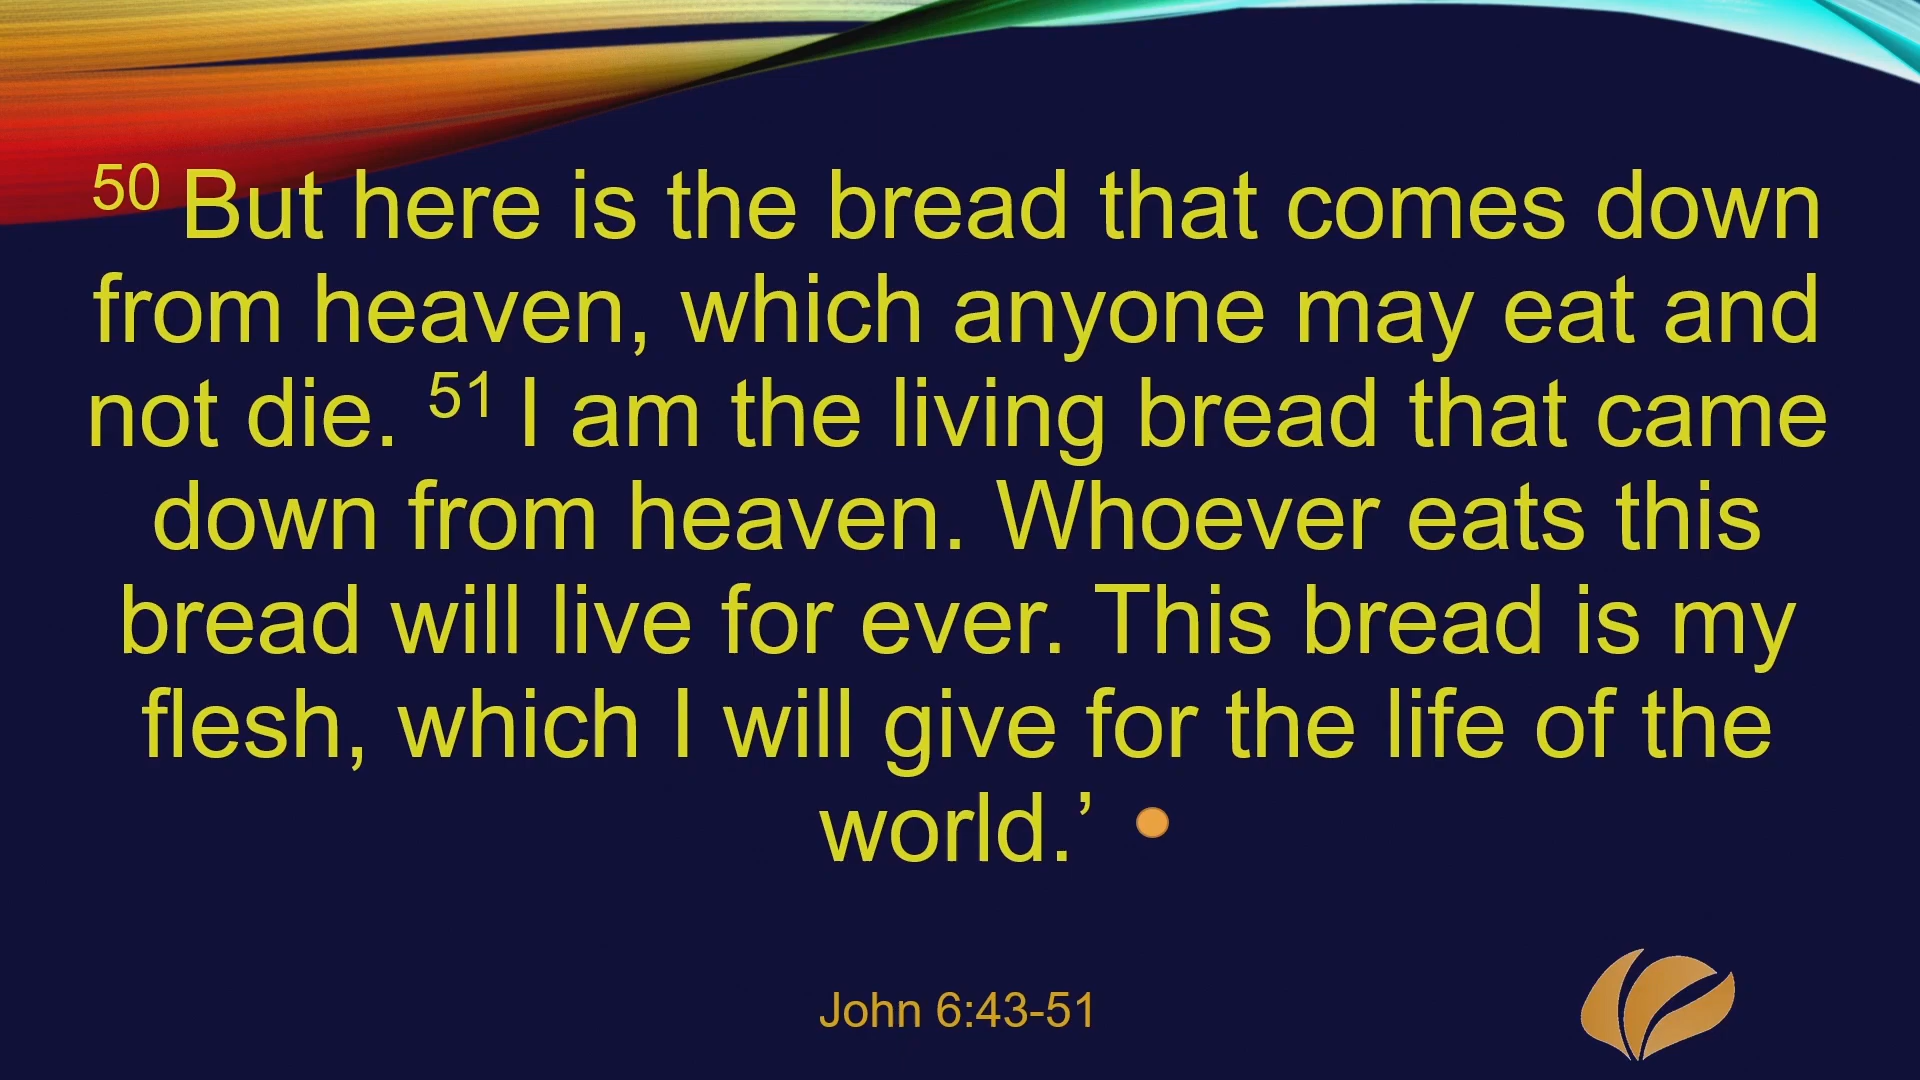 50 But here is the bread that comes down
from heaven, which anyone may eat and
not die. 51 I am the living bread that came
down from heaven. Whoever eats this
bread will live for ever. This bread is my
flesh, which I will give for the life of the
world.’
John 6:43-51